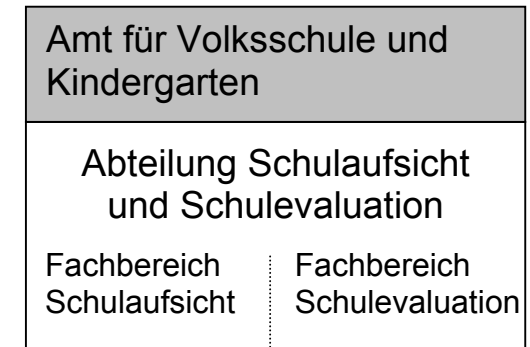 Amt für Volksschule und
Kindergarten
Abteilung Schulaufsicht
und Schulevaluation
Fachbereich
Schulaufsicht
Fachbereich
Schulevaluation